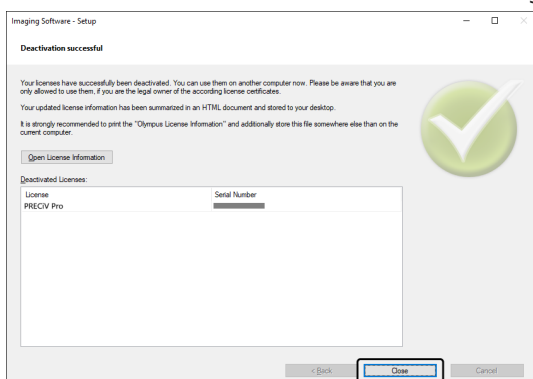 Imaging Software - Setup
Deactivation successful
Your licenses have successfully been deactivated. You can use them on another computer now. Please be aware that you are
only allowed to use them, if you are the legal owner of the according license certificates.
Your updated license information has been summarized in an HTML document and stored to your desktop.
It is strongly recommended to print the "Olympus License Information" and additionally store this file somewhere else than on the
current computer.
Open License Information
Deactivated Licenses:
License Serial Number
PRECiV Pro
< Back Close Cancel